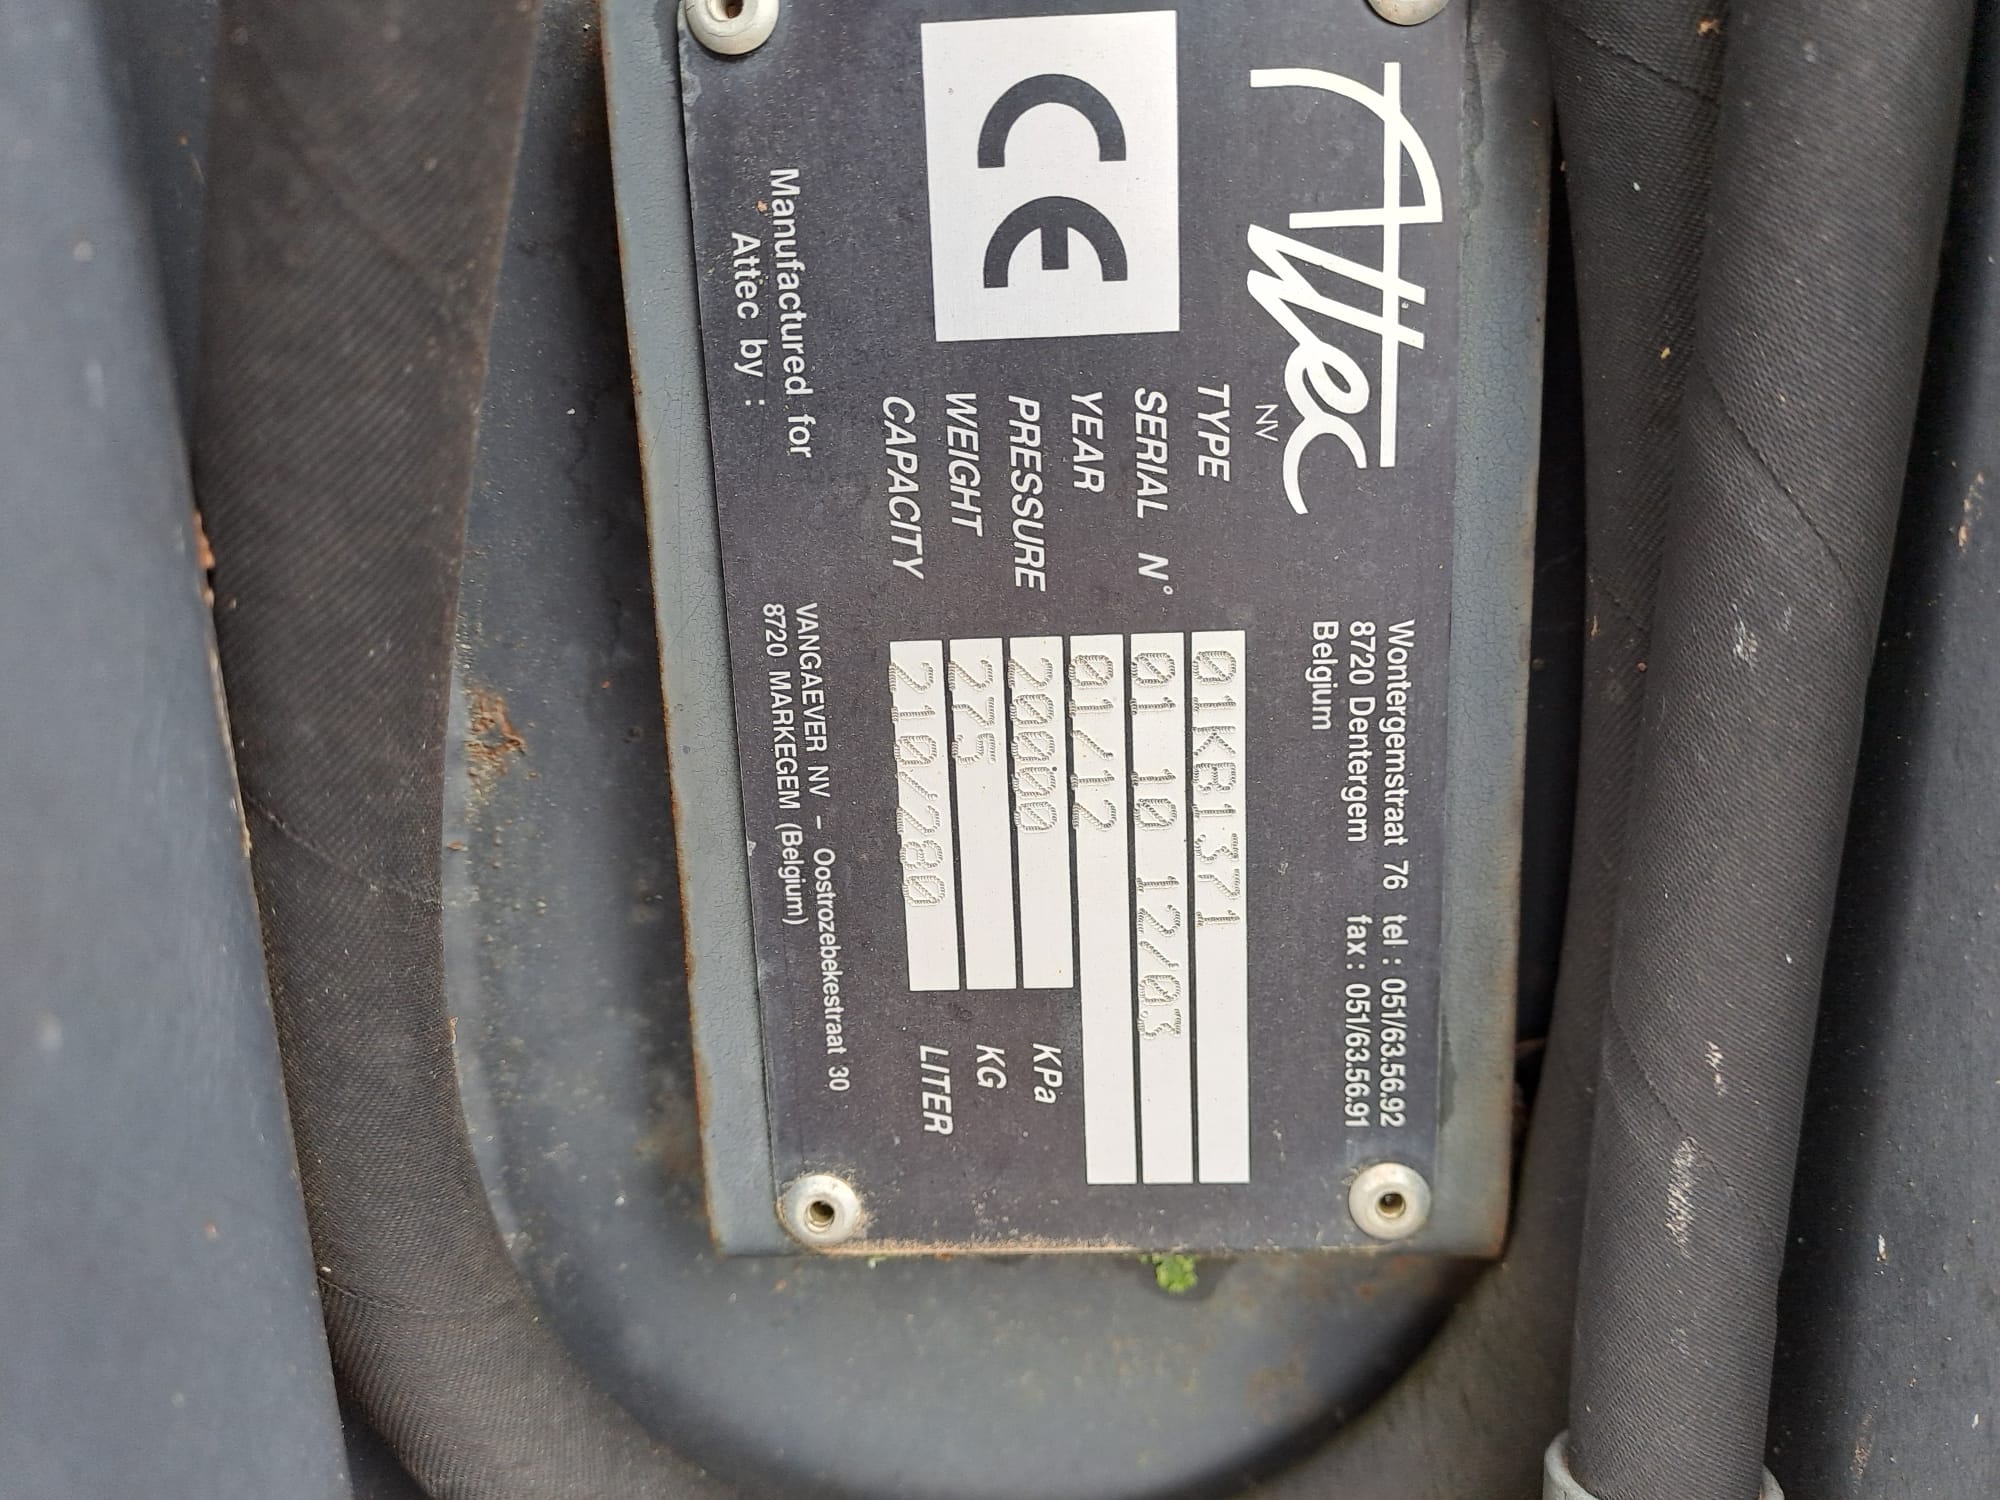 Attec NV
Wontergemstraat 76 tel : 051/63.56.92
8720 Dentergem fax : 051/63.56.91
Belgium
CE
TYPE 01KB1371
SERIAL N° 01 10 12/03
YEAR 01/12
PRESSURE 20000 KPa
WEIGHT 275 KG
CAPACITY 210/280 LITER
Manufactured for
Attec by :
VANGAEVER NV – Oostrozebekestraat 30
8720 MARKEGEM (Belgium)